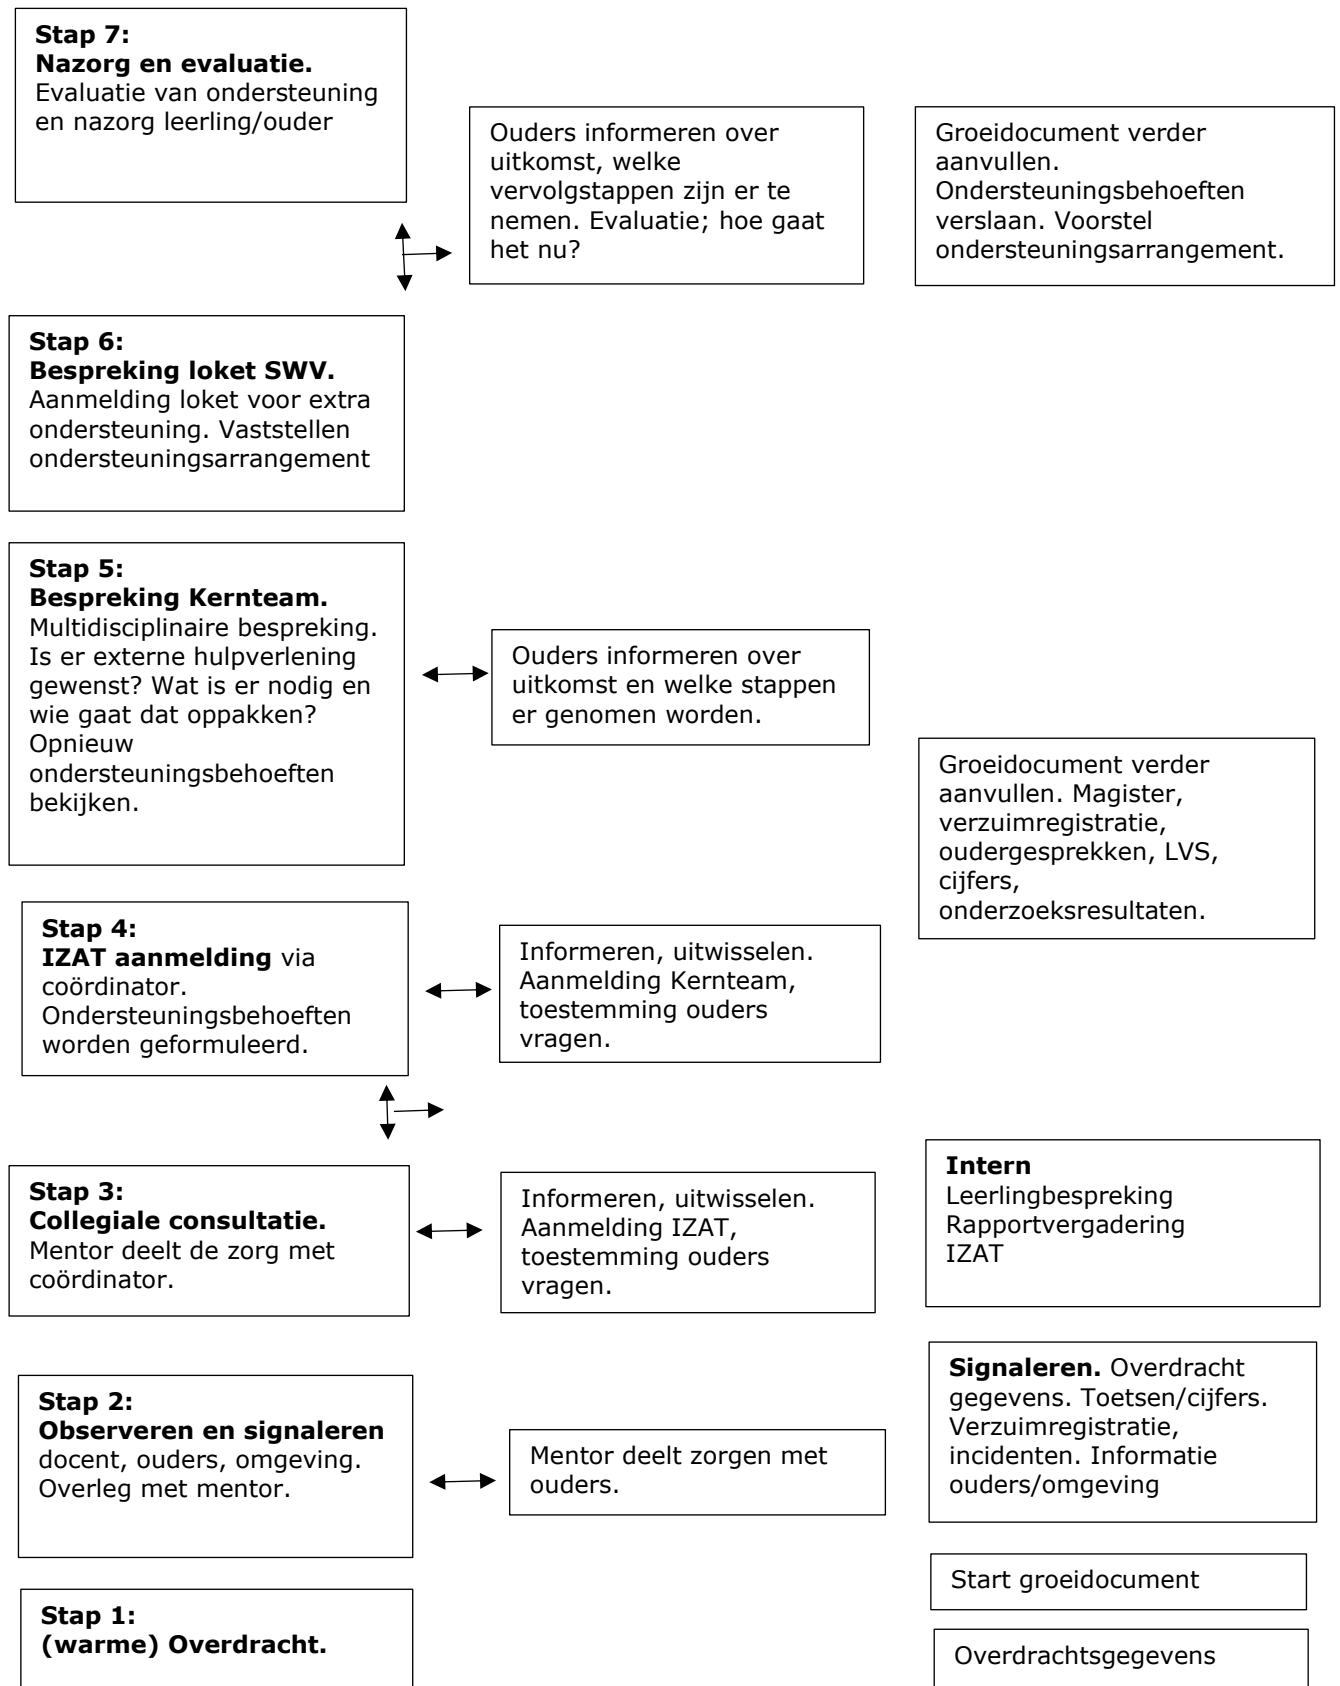 Stap 7:
Nazorg en evaluatie.
Evaluatie van ondersteuning
en nazorg leerling/ouder
Ouders informeren over
uitkomst, welke
vervolgstappen zijn er te
nemen. Evaluatie; hoe gaat
het nu?
Groeidocument verder
aanvullen.
Ondersteuningsbehoeften
verslaan. Voorstel
ondersteuningsarrangement.
Stap 6:
Bespreking loket SWV.
Aanmelding loket voor extra
ondersteuning. Vaststellen
ondersteuningsarrangement
Stap 5:
Bespreking Kernteam.
Multidisciplinaire bespreking.
Is er externe hulpverlening
gewenst? Wat is er nodig en
wie gaat dat oppakken?
Opnieuw
ondersteuningsbehoeften
bekijken.
Ouders informeren over
uitkomst en welke stappen
er genomen worden.
Groeidocument verder
aanvullen. Magister,
verzuimregistratie,
oudergesprekken, LVS,
cijfers,
onderzoeksresultaten.
Stap 4:
IZAT aanmelding via
coördinator.
Ondersteuningsbehoeften
worden geformuleerd.
Informeren, uitwisselen.
Aanmelding Kernteam,
toestemming ouders
vragen.
Stap 3:
Collegiale consultatie.
Mentor deelt de zorg met
coördinator.
Informeren, uitwisselen.
Aanmelding IZAT,
toestemming ouders
vragen.
Intern
Leerlingbespreking
Rapportvergadering
IZAT
Stap 2:
Observeren en signaleren
docent, ouders, omgeving.
Overleg met mentor.
Mentor deelt zorgen met
ouders.
Signaleren. Overdracht
gegevens. Toetsen/cijfers.
Verzuimregistratie,
incidenten. Informatie
ouders/omgeving
Start groeidocument
Stap 1:
(warme) Overdracht.
Overdrachtsgegevens